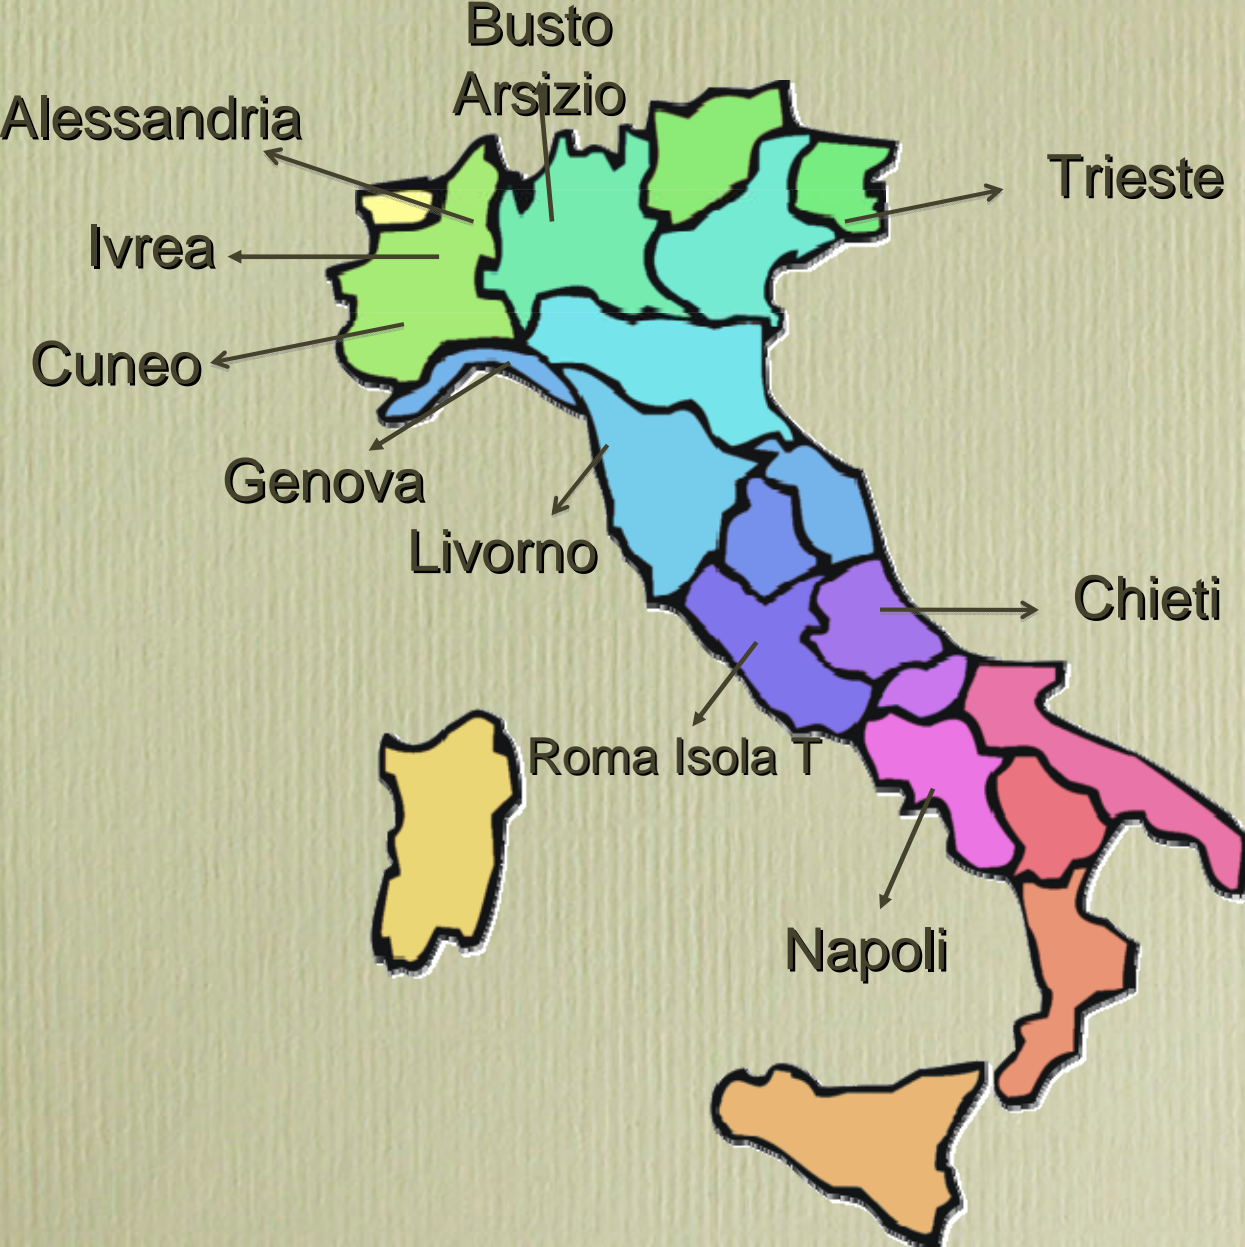 Busto
Arsizio
Alessandria
Trieste
Ivrea
Cuneo
Genova
Livorno
Chieti
Roma Isola T
Napoli